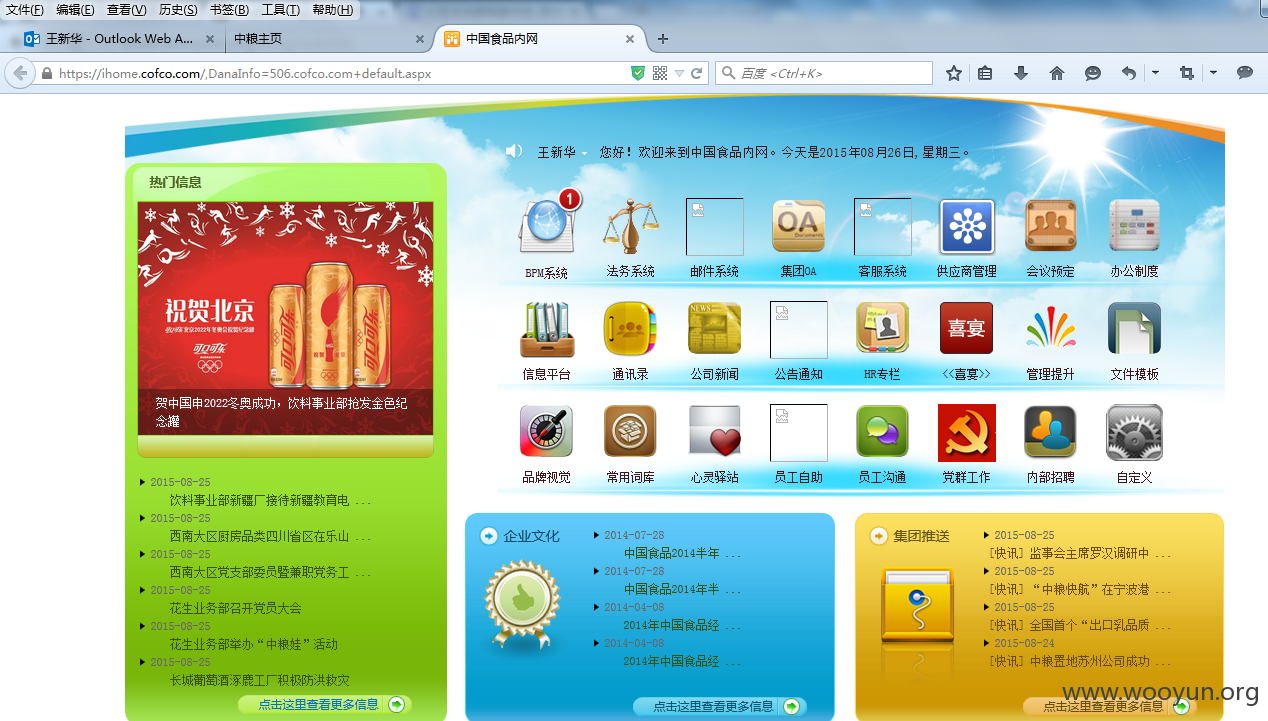 文件(F) 编辑(E) 查看(V) 历史(S) 书签(B) 工具(T) 帮助(H)
王新华 - Outlook Web A... × 中粮主页 × 中国食品内网 × +
https://ihome.cofco.com/,DanaInfo=506.cofco.com+default.aspx
百度 <Ctrl+K>
王新华 您好！欢迎来到中国食品内网。今天是2015年08月26日,星期三。
热门信息
祝贺北京
可口可乐
贺中国申2022冬奥成功，饮料事业部抢发金色纪
念罐
2015-08-25
饮料事业部新疆厂接待新疆教育电 ...
2015-08-25
西南大区厨房品类四川省区在乐山 ...
2015-08-25
西南大区党支部委员暨兼职党务工 ...
2015-08-25
花生业务部召开党员大会
2015-08-25
花生业务部举办“中粮娃”活动
2015-08-25
长城葡萄酒涿鹿工厂积极防洪救灾
点击这里查看更多信息
1
OA
Documents
BPM系统 法务系统 邮件系统 集团OA 客服系统 供应商管理 会议预定 办公制度
NEWS
喜宴
信息平台 通讯录 公司新闻 公告通知 HR专栏 <<喜宴>> 管理提升 文件模板
品牌视觉 常用词库 心灵驿站 员工自助 员工沟通 党群工作 内部招聘 自定义
企业文化
2014-07-28
中国食品2014半年 ...
2014-07-28
中国食品2014年半 ...
2014-04-08
2014年中国食品经 ...
2014-04-08
2014年中国食品经 ...
点击这里查看更多信息
集团推送
2015-08-25
[快讯] 监事会主席罗汉调研中 ...
2015-08-25
[快讯] “中粮快航”在宁波港 ...
2015-08-25
[快讯] 全国首个“出口乳品质 ...
2015-08-24
[快讯] 中粮置地苏州公司成功 ...
点击这里查看更多信息
www.wooyun.org